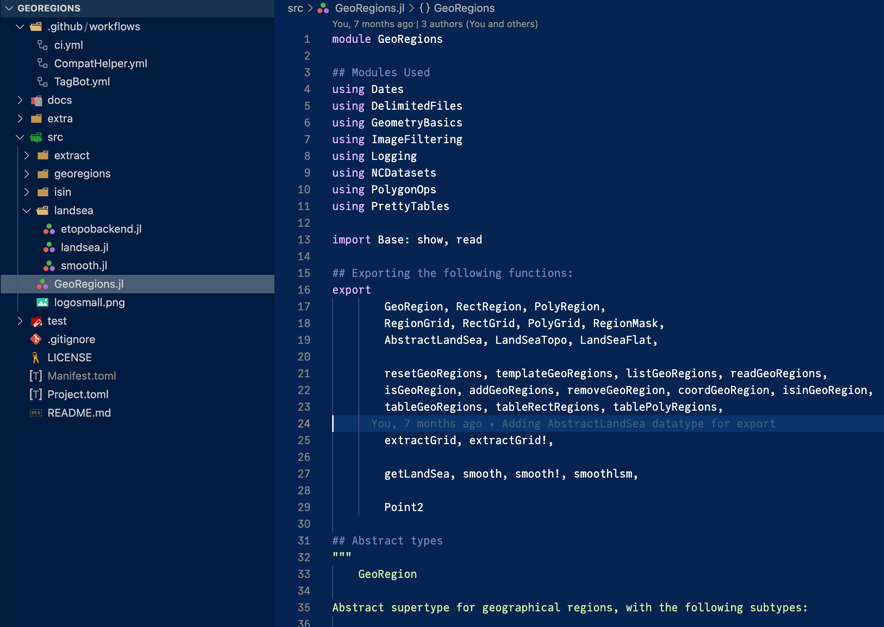 GEOREGIONS
.github/workflows
ci.yml
CompatHelper.yml
TagBot.yml
docs
extra
src
extract
georegions
isin
landsea
etopobackend.jl
landsea.jl
smooth.jl
GeoRegions.jl
logosmall.png
test
.gitignore
LICENSE
[T] Manifest.toml
[T] Project.toml
README.md
src > GeoRegions.jl > {} GeoRegions
You, 7 months ago | 3 authors (You and others)
1 module GeoRegions
2
3 ## Modules Used
4 using Dates
5 using DelimitedFiles
6 using GeometryBasics
7 using ImageFiltering
8 using Logging
9 using NCDatasets
10 using PolygonOps
11 using PrettyTables
12
13 import Base: show, read
14
15 ## Exporting the following functions:
16 export
17 GeoRegion, RectRegion, PolyRegion,
18 RegionGrid, RectGrid, PolyGrid, RegionMask,
19 AbstractLandSea, LandSeaTopo, LandSeaFlat,
20
21 resetGeoRegions, templateGeoRegions, listGeoRegions, readGeoRegions,
22 isGeoRegion, addGeoRegions, removeGeoRegion, coordGeoRegion, isinGeoRegion,
23 tableGeoRegions, tableRectRegions, tablePolyRegions,
24 You, 7 months ago • Adding AbstractLandSea datatype for export
25 extractGrid, extractGrid!,
26
27 getLandSea, smooth, smooth!, smoothlsm,
28
29 Point2
30
31 ## Abstract types
32 """
33 GeoRegion
34
35 Abstract supertype for geographical regions, with the following subtypes:
36